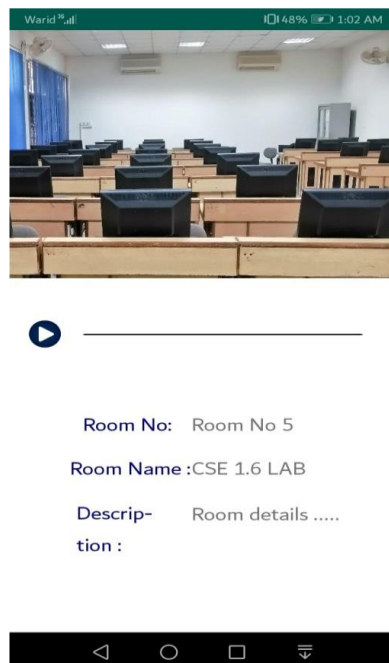 Warid 3G 48% 1:02 AM
Room No: Room No 5
Room Name :CSE 1.6 LAB
Descrip- Room details .....
tion :